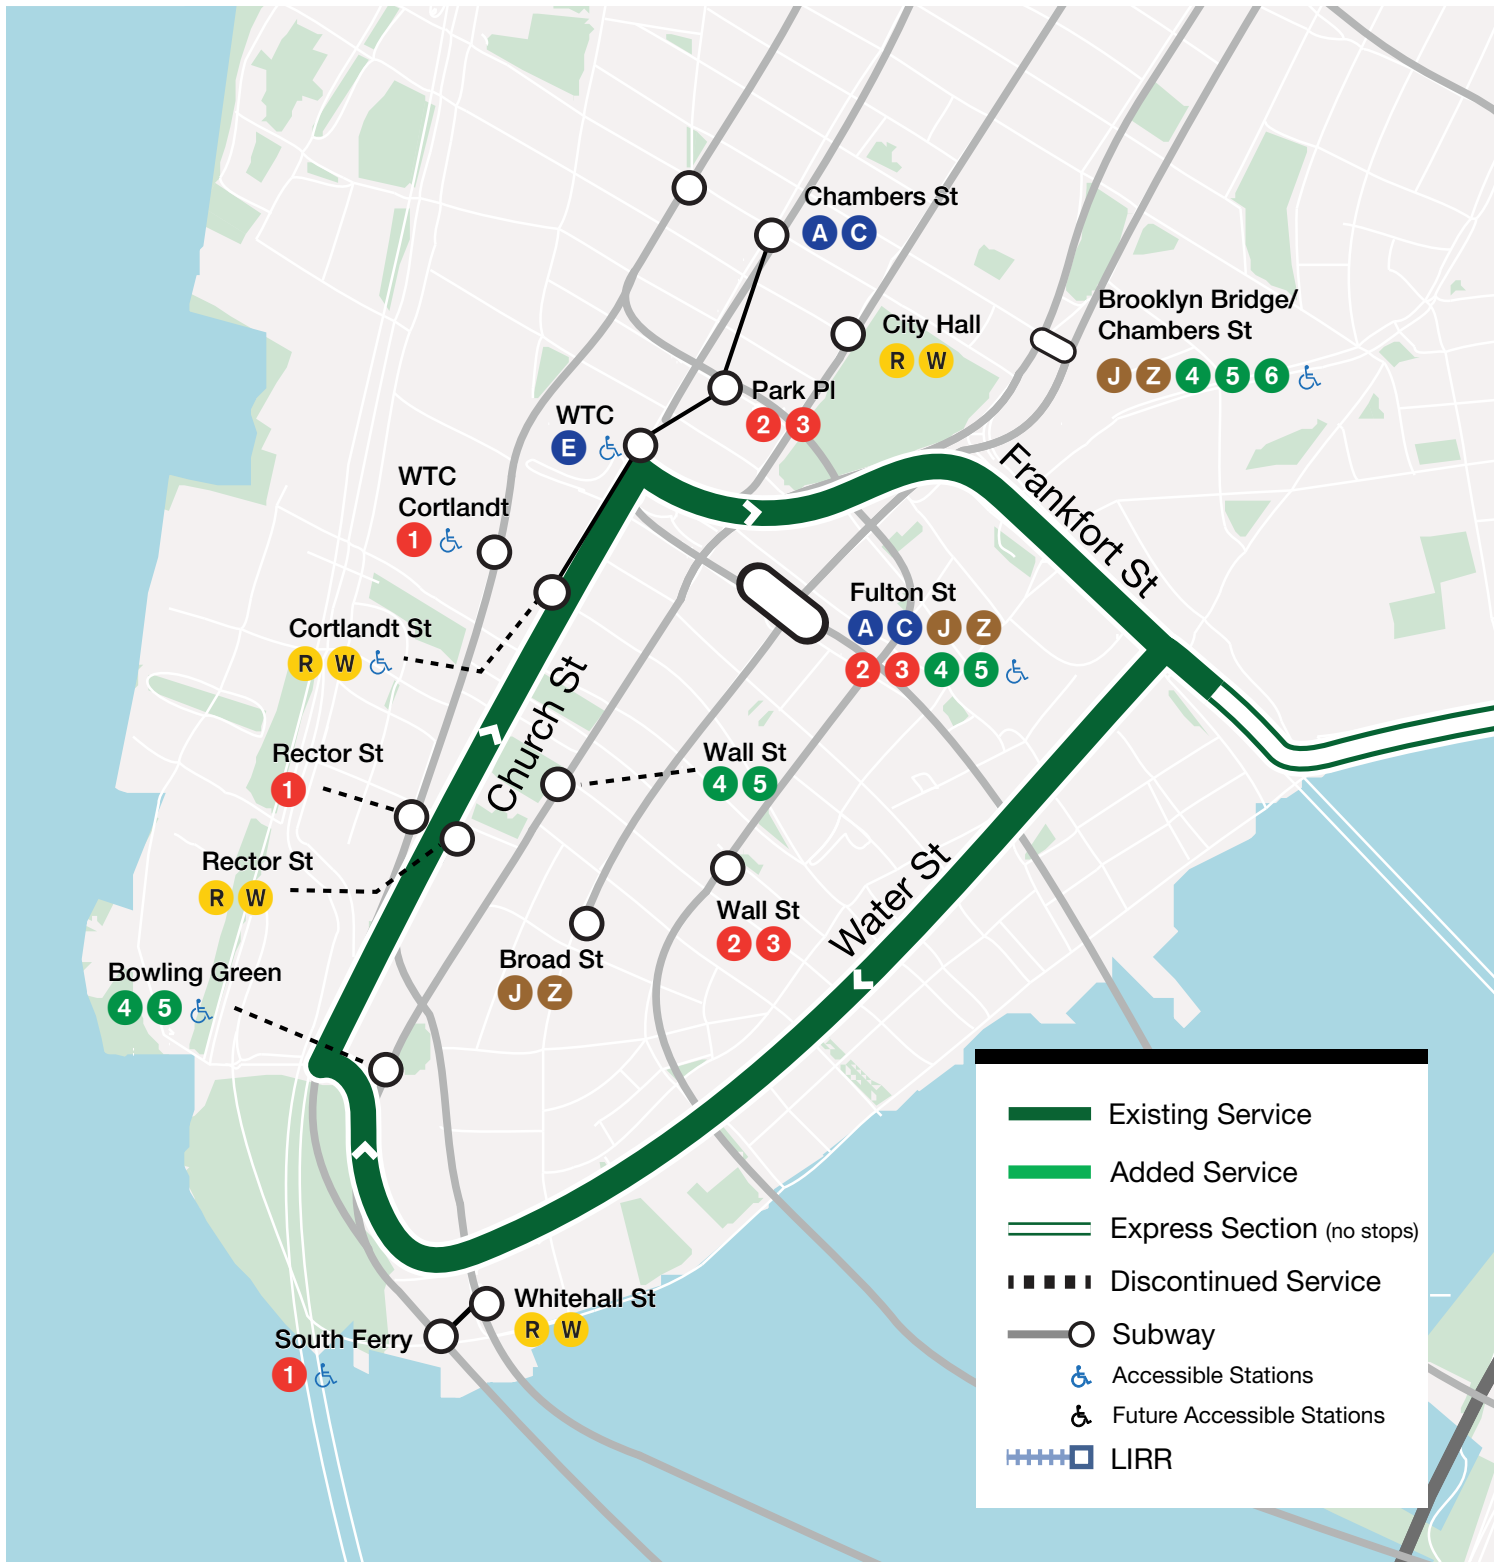 Chambers St
A C
City Hall
R W
Brooklyn Bridge/
Chambers St
J Z 4 5 6
Park Pl
2 3
WTC
E
WTC
Cortlandt
1
Frankfort St
Fulton St
A C J Z
2 3 4 5
Cortlandt St
R W
Church St
Rector St
1
Wall St
4 5
Rector St
R W
Wall St
2 3
Water St
Broad St
J Z
Bowling Green
4 5
Whitehall St
R W
South Ferry
1
Existing Service
Added Service
Express Section (no stops)
Discontinued Service
Subway
Accessible Stations
Future Accessible Stations
LIRR